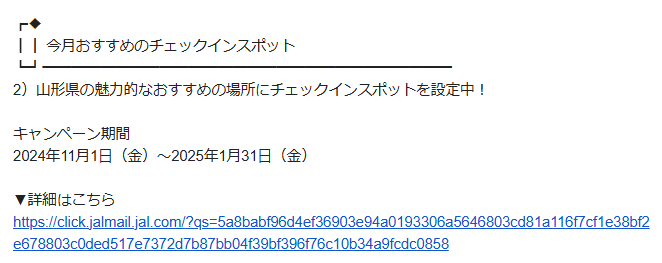 ┏◆
┃┃ 今月おすすめのチェックインスポット
┗┛━━━━━━━━━━━━━━━━━━━━━━━━━━━━
2）山形県の魅力的なおすすめの場所にチェックインスポットを設定中！
キャンペーン期間
2024年11月1日（金）～2025年1月31日（金）
▼詳細はこちら
https://click.jalmail.jal.com/?qs=5a8babf96d4ef36903e94a0193306a5646803cd81a116f7cf1e38bf2
e678803c0ded517e7372d7b87bb04f39bf396f76c10b34a9fcdc0858